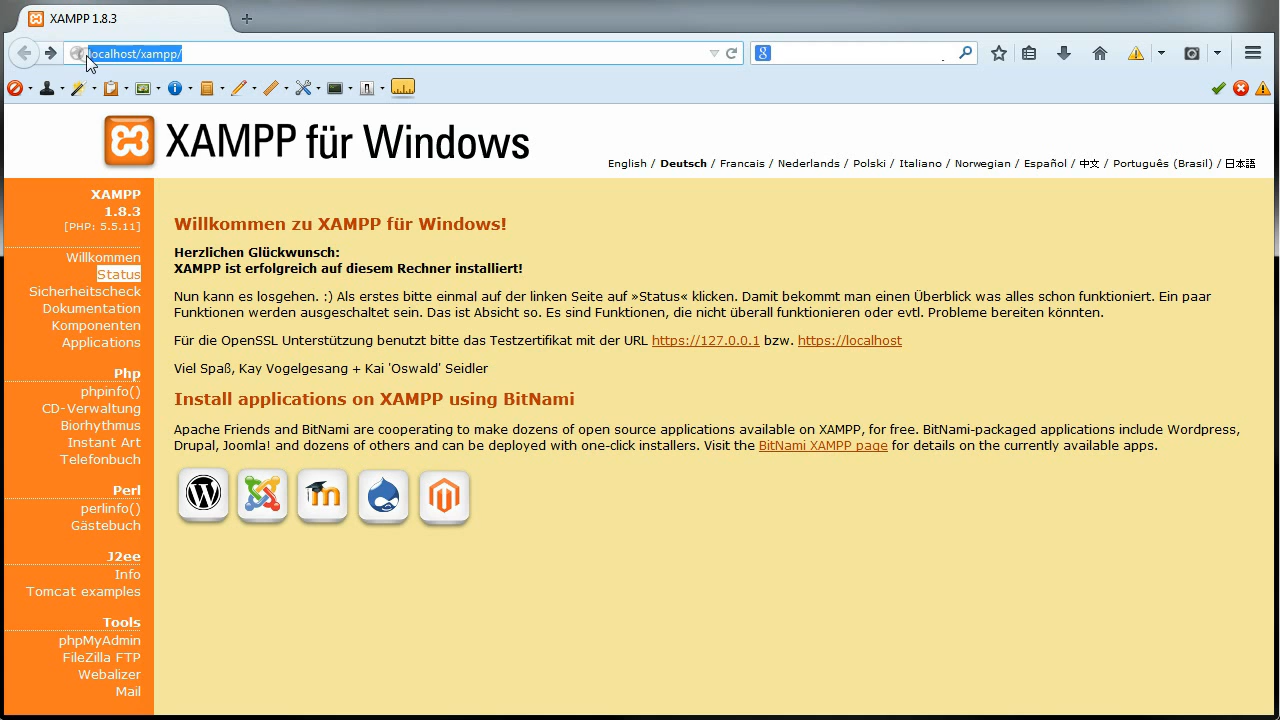 XAMPP 1.8.3
localhost/xampp/
XAMPP für Windows
English / Deutsch / Francais / Nederlands / Polski / Italiano / Norwegian / Español / 中文 / Português (Brasil) / 日本語
XAMPP
1.8.3
[PHP: 5.5.11]
Willkommen
Status
Sicherheitscheck
Dokumentation
Komponenten
Applications
Php
phpinfo()
CD-Verwaltung
Biorhythmus
Instant Art
Telefonbuch
Perl
perlinfo()
Gästebuch
J2ee
Info
Tomcat examples
Tools
phpMyAdmin
FileZilla FTP
Webalizer
Mail
Willkommen zu XAMPP für Windows!
Herzlichen Glückwunsch:
XAMPP ist erfolgreich auf diesem Rechner installiert!
Nun kann es losgehen. :) Als erstes bitte einmal auf der linken Seite auf »Status« klicken. Damit bekommt man einen Überblick was alles schon funktioniert. Ein paar
Funktionen werden ausgeschaltet sein. Das ist Absicht so. Es sind Funktionen, die nicht überall funktionieren oder evtl. Probleme bereiten könnten.
Für die OpenSSL Unterstützung benutzt bitte das Testzertifikat mit der URL https://127.0.0.1 bzw. https://localhost
Viel Spaß, Kay Vogelgesang + Kai 'Oswald' Seidler
Install applications on XAMPP using BitNami
Apache Friends and BitNami are cooperating to make dozens of open source applications available on XAMPP, for free. BitNami-packaged applications include Wordpress,
Drupal, Joomla! and dozens of others and can be deployed with one-click installers. Visit the BitNami XAMPP page for details on the currently available apps.